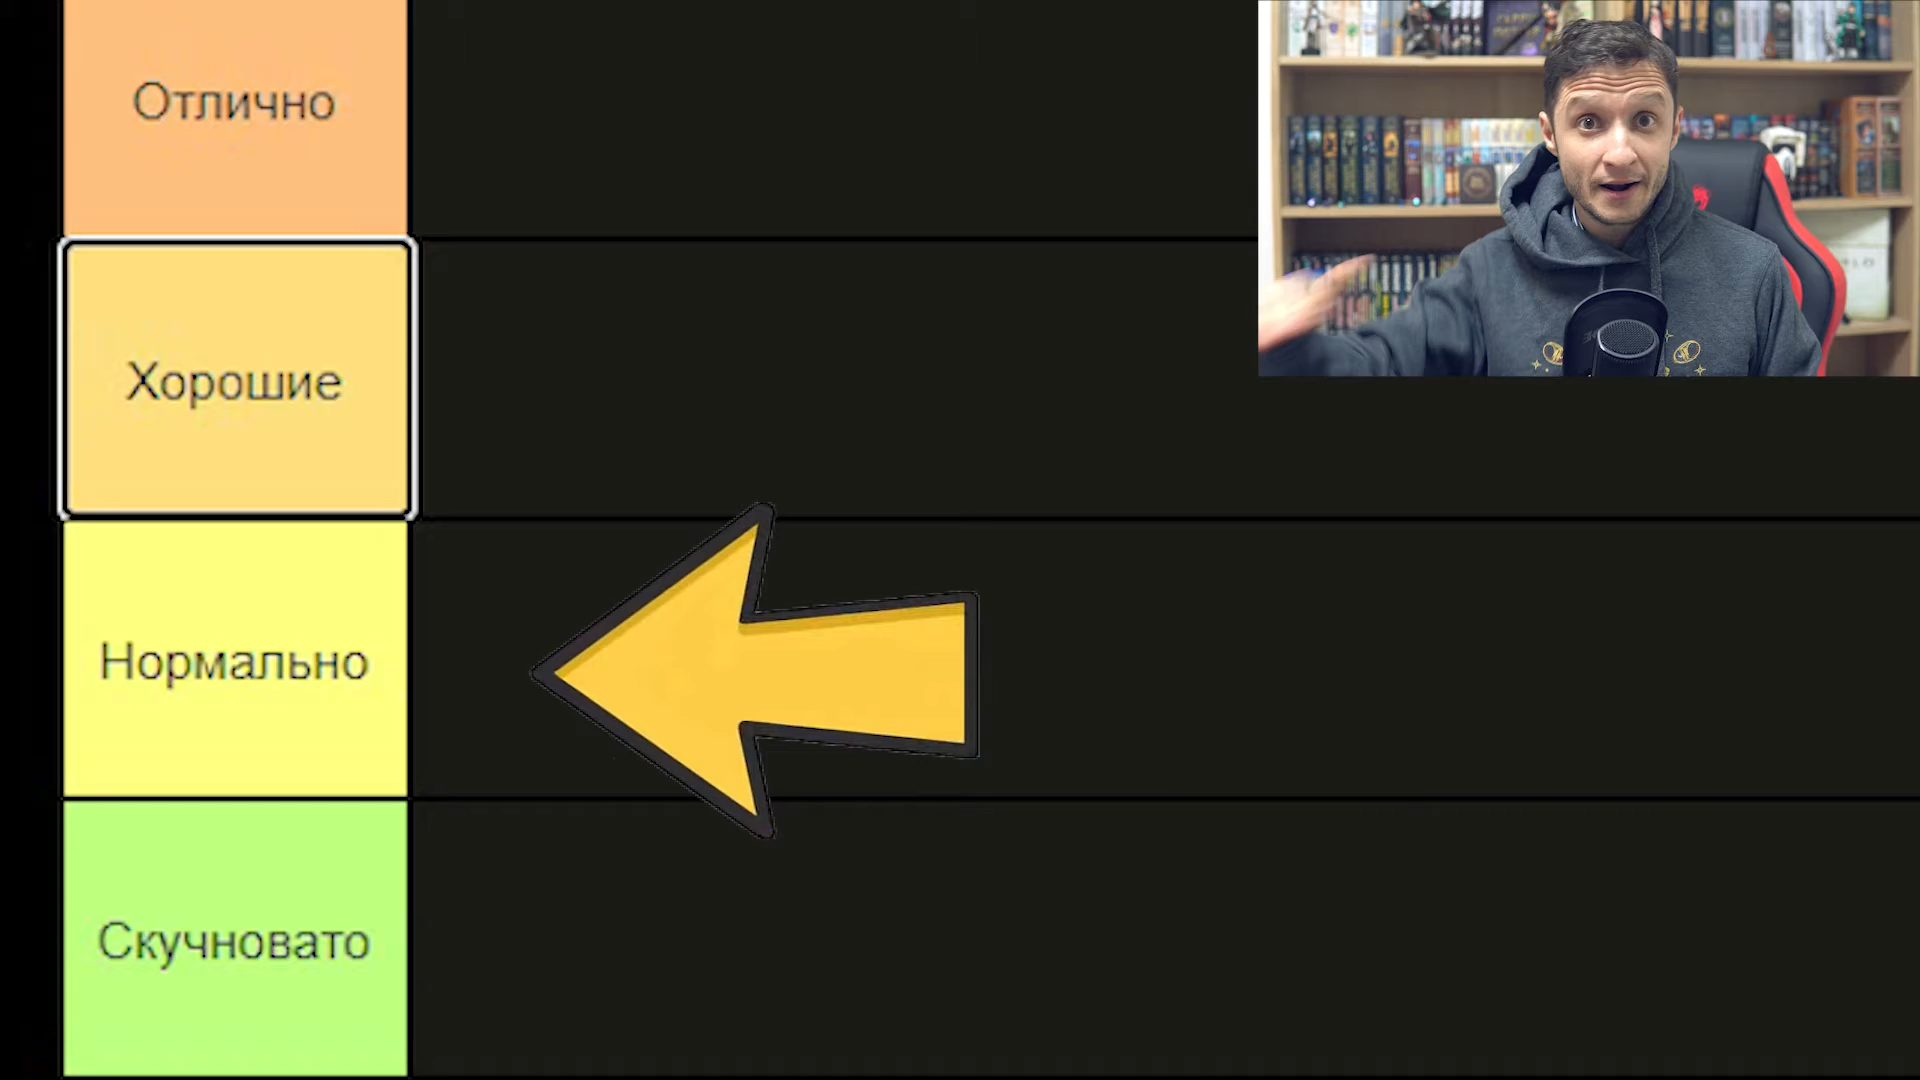 Отлично
Хорошие
Нормально
Скучновато